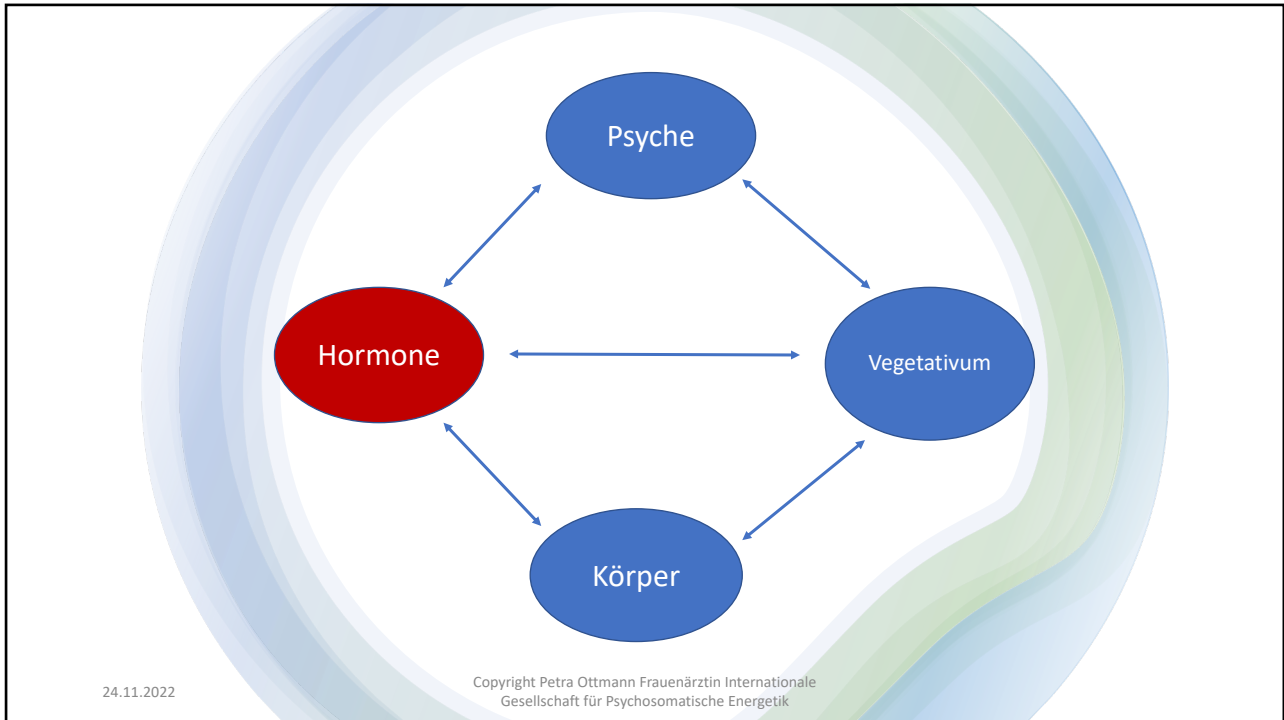 Psyche
Hormone
Vegetativum
Körper
24.11.2022
Copyright Petra Ottmann Frauenärztin Internationale
Gesellschaft für Psychosomatische Energetik